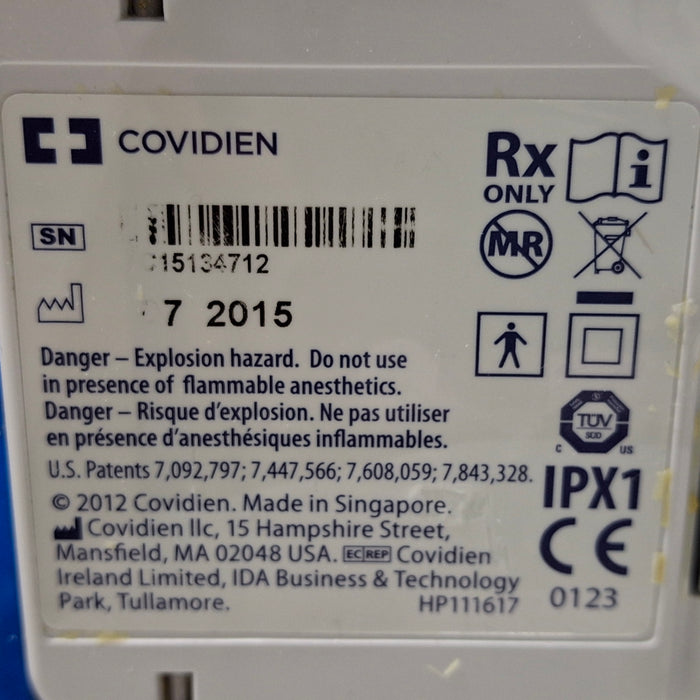 COVIDIEN
Rx
ONLY
i
SN
15134712
MR
7 2015
Danger – Explosion hazard. Do not use
in presence of flammable anesthetics.
Danger – Risque d'explosion. Ne pas utiliser
en présence d'anesthésiques inflammables.
TÜV
SGD
C US
U.S. Patents 7,092,797; 7,447,566; 7,608,059; 7,843,328.
IPX1
© 2012 Covidien. Made in Singapore.
Covidien llc, 15 Hampshire Street,
Mansfield, MA 02048 USA. EC REP Covidien
Ireland Limited, IDA Business & Technology
Park, Tullamore.
HP111617
CE
0123